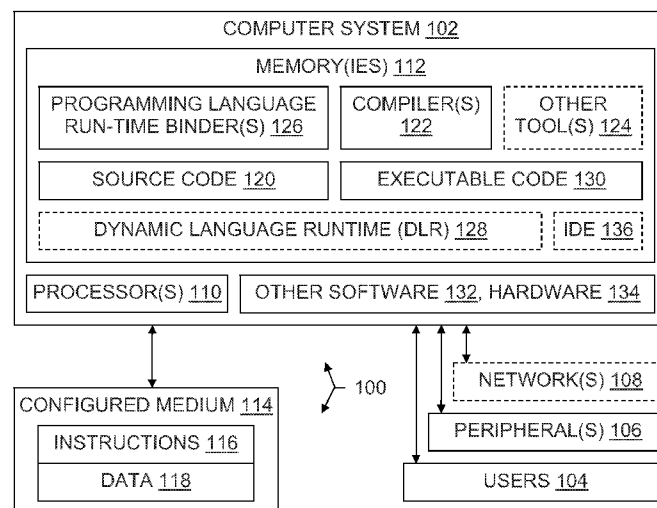 COMPUTER SYSTEM 102
MEMORY(IES) 112
PROGRAMMING LANGUAGE
RUN-TIME BINDER(S) 126
COMPILER(S)
122
OTHER
TOOL(S) 124
SOURCE CODE 120
EXECUTABLE CODE 130
DYNAMIC LANGUAGE RUNTIME (DLR) 128
IDE 136
PROCESSOR(S) 110
OTHER SOFTWARE 132, HARDWARE 134
100
NETWORK(S) 108
CONFIGURED MEDIUM 114
INSTRUCTIONS 116
DATA 118
PERIPHERAL(S) 106
USERS 104